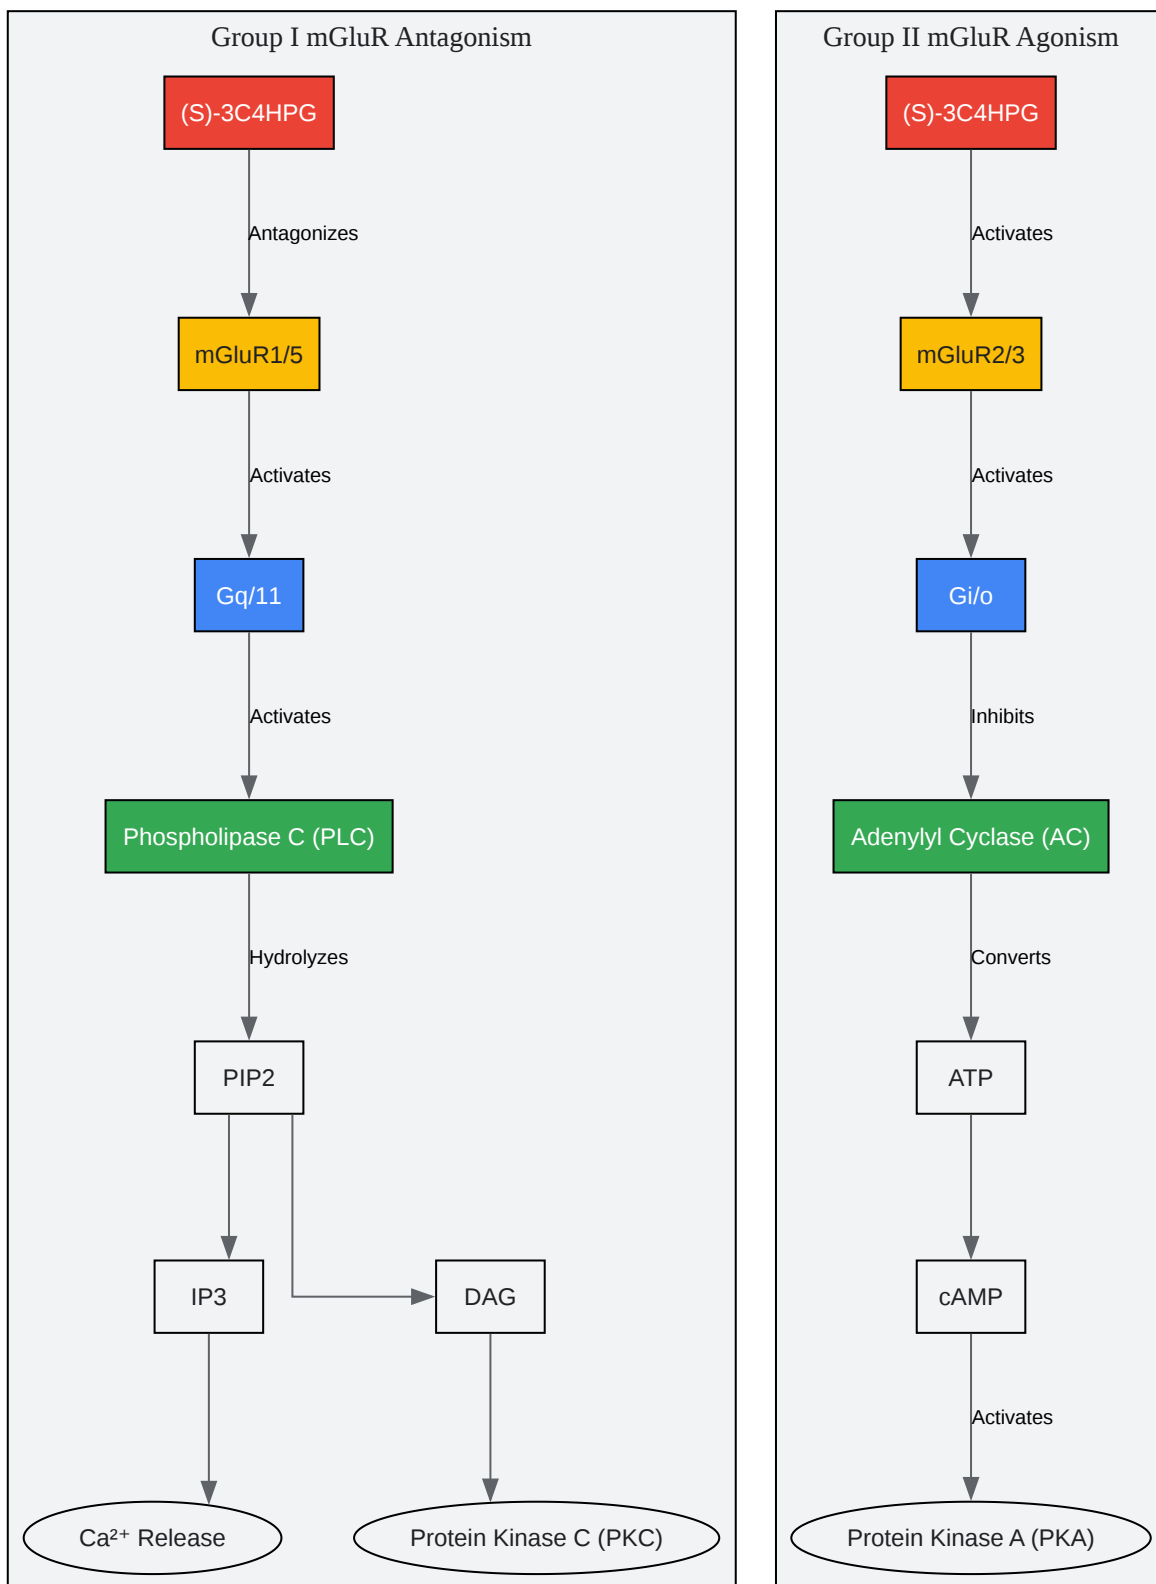 Group I mGluR Antagonism
(S)-3C4HPG
Antagonizes
mGluR1/5
Activates
Gq/11
Activates
Phospholipase C (PLC)
Hydrolyzes
PIP2
IP3
DAG
Ca²⁺ Release
Protein Kinase C (PKC)
Group II mGluR Agonism
(S)-3C4HPG
Activates
mGluR2/3
Activates
Gi/o
Inhibits
Adenylyl Cyclase (AC)
Converts
ATP
cAMP
Activates
Protein Kinase A (PKA)